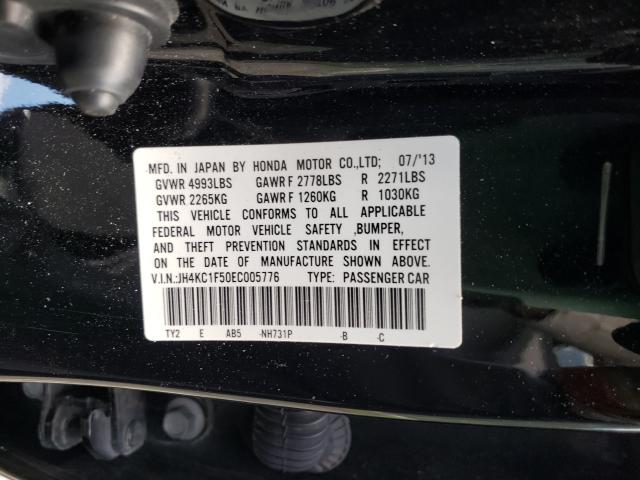 MFD. IN JAPAN BY HONDA MOTOR CO.,LTD; 07/'13
GVWR 4993LBS GAWR F 2778LBS R 2271LBS
GVWR 2265KG GAWR F 1260KG R 1030KG
THIS VEHICLE CONFORMS TO ALL APPLICABLE
FEDERAL MOTOR VEHICLE SAFETY ,BUMPER,
AND THEFT PREVENTION STANDARDS IN EFFECT
ON THE DATE OF MANUFACTURE SHOWN ABOVE.
V.I.N.:JH4KC1F50EC005776 TYPE: PASSENGER CAR
TY2 E AB5 -NH731P -B -C